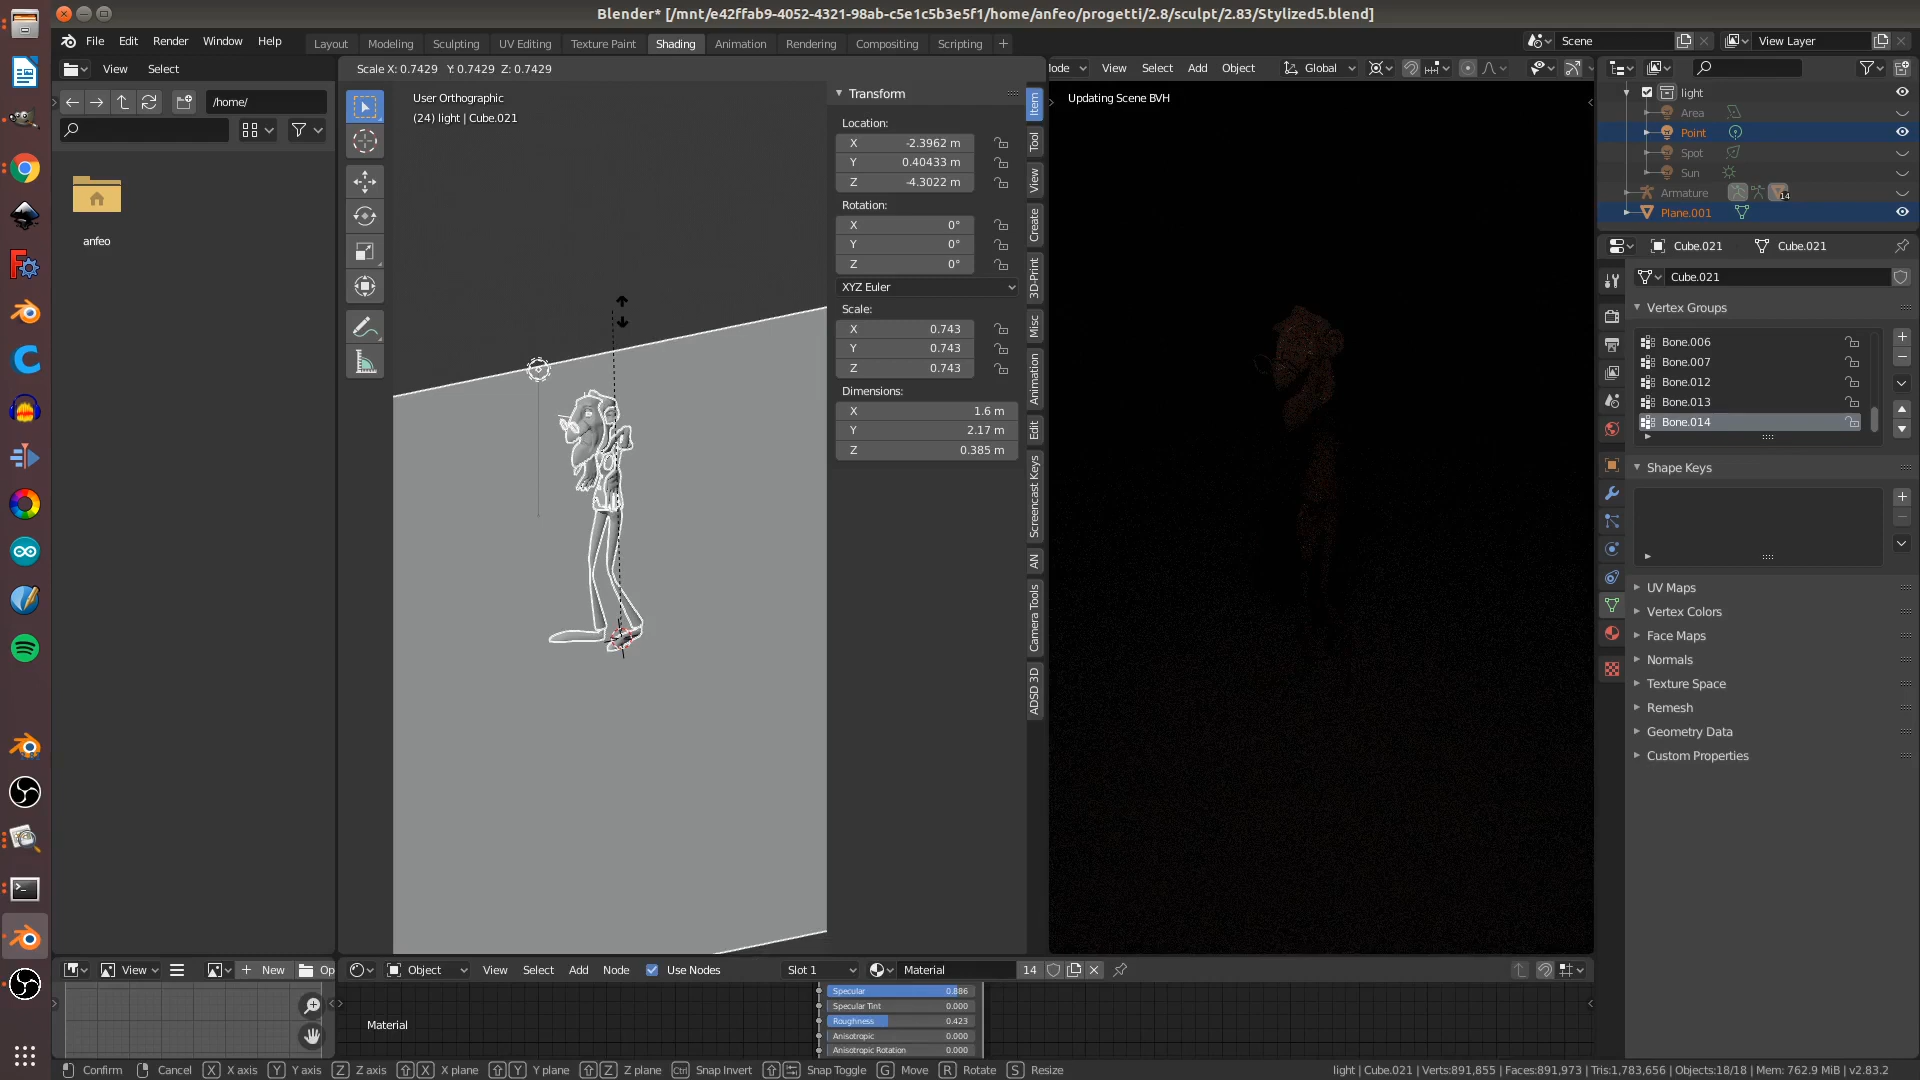 Blender* [/mnt/e42ffab9-4052-4321-98ab-c5e1c5b3e5f1/home/anfeo/progetti/2.8/sculpt/2.83/Stylized5.blend]
File Edit Render Window Help Layout Modeling Sculpting UV Editing Texture Paint Shading Animation Rendering Compositing Scripting + Scene View Layer
View Select Scale X: 0.7429 Y: 0.7429 Z: 0.7429 lode View Select Add Object Global
/home/
anfeo
User Orthographic
(24) light | Cube.021
Transform
Location:
X -2.3962 m
Y 0.40433 m
Z -4.3022 m
Rotation:
X 0°
Y 0°
Z 0°
XYZ Euler
Scale:
X 0.743
Y 0.743
Z 0.743
Dimensions:
X 1.6 m
Y 2.17 m
Z 0.385 m
Item
Tool
View
Create
3D-Print
Misc
Animation
Edit
Screencast Keys
AN
Camera Tools
ADSD 3D
Updating Scene BVH
light
Area
Point
Spot
Sun
Armature 14
Plane.001
Cube.021 Cube.021
Cube.021
Vertex Groups
Bone.006
Bone.007
Bone.012
Bone.013
Bone.014
Shape Keys
UV Maps
Vertex Colors
Face Maps
Normals
Texture Space
Remesh
Geometry Data
Custom Properties
View New Op Object View Select Add Node Use Nodes Slot 1 Material 14
Material
Specular 0.886
Specular Tint 0.000
Roughness 0.423
Anisotropic 0.000
Anisotropic Rotation 0.000
Confirm Cancel X X axis Y Y axis Z Z axis X X plane Y Y plane Z Z plane Ctrl Snap Invert Snap Toggle G Move R Rotate S Resize light | Cube.021 | Verts:891,855 | Faces:891,973 | Tris:1,783,656 | Objects:18/18 | Mem: 762.9 MiB | v2.83.2